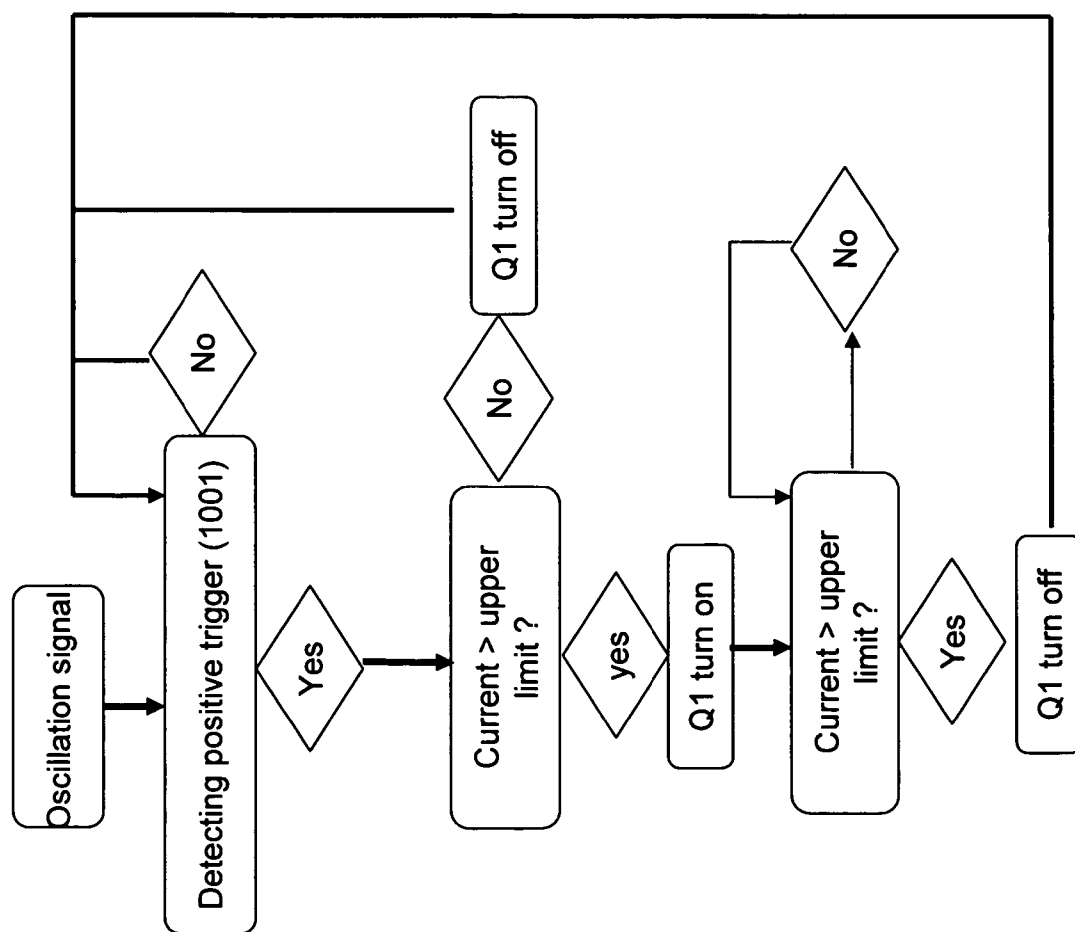 Oscillation signal
Detecting positive trigger (1001)
No
Yes
Current > upper
limit ?
No
Q1 turn off
yes
Q1 turn on
Current > upper
limit ?
No
Yes
Q1 turn off